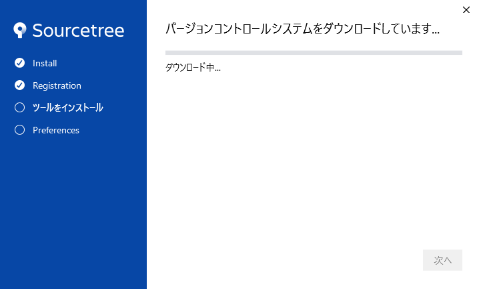 Sourcetree
Install
Registration
ツールをインストール
Preferences
バージョンコントロールシステムをダウンロードしています...
ダウンロード中...
次へ